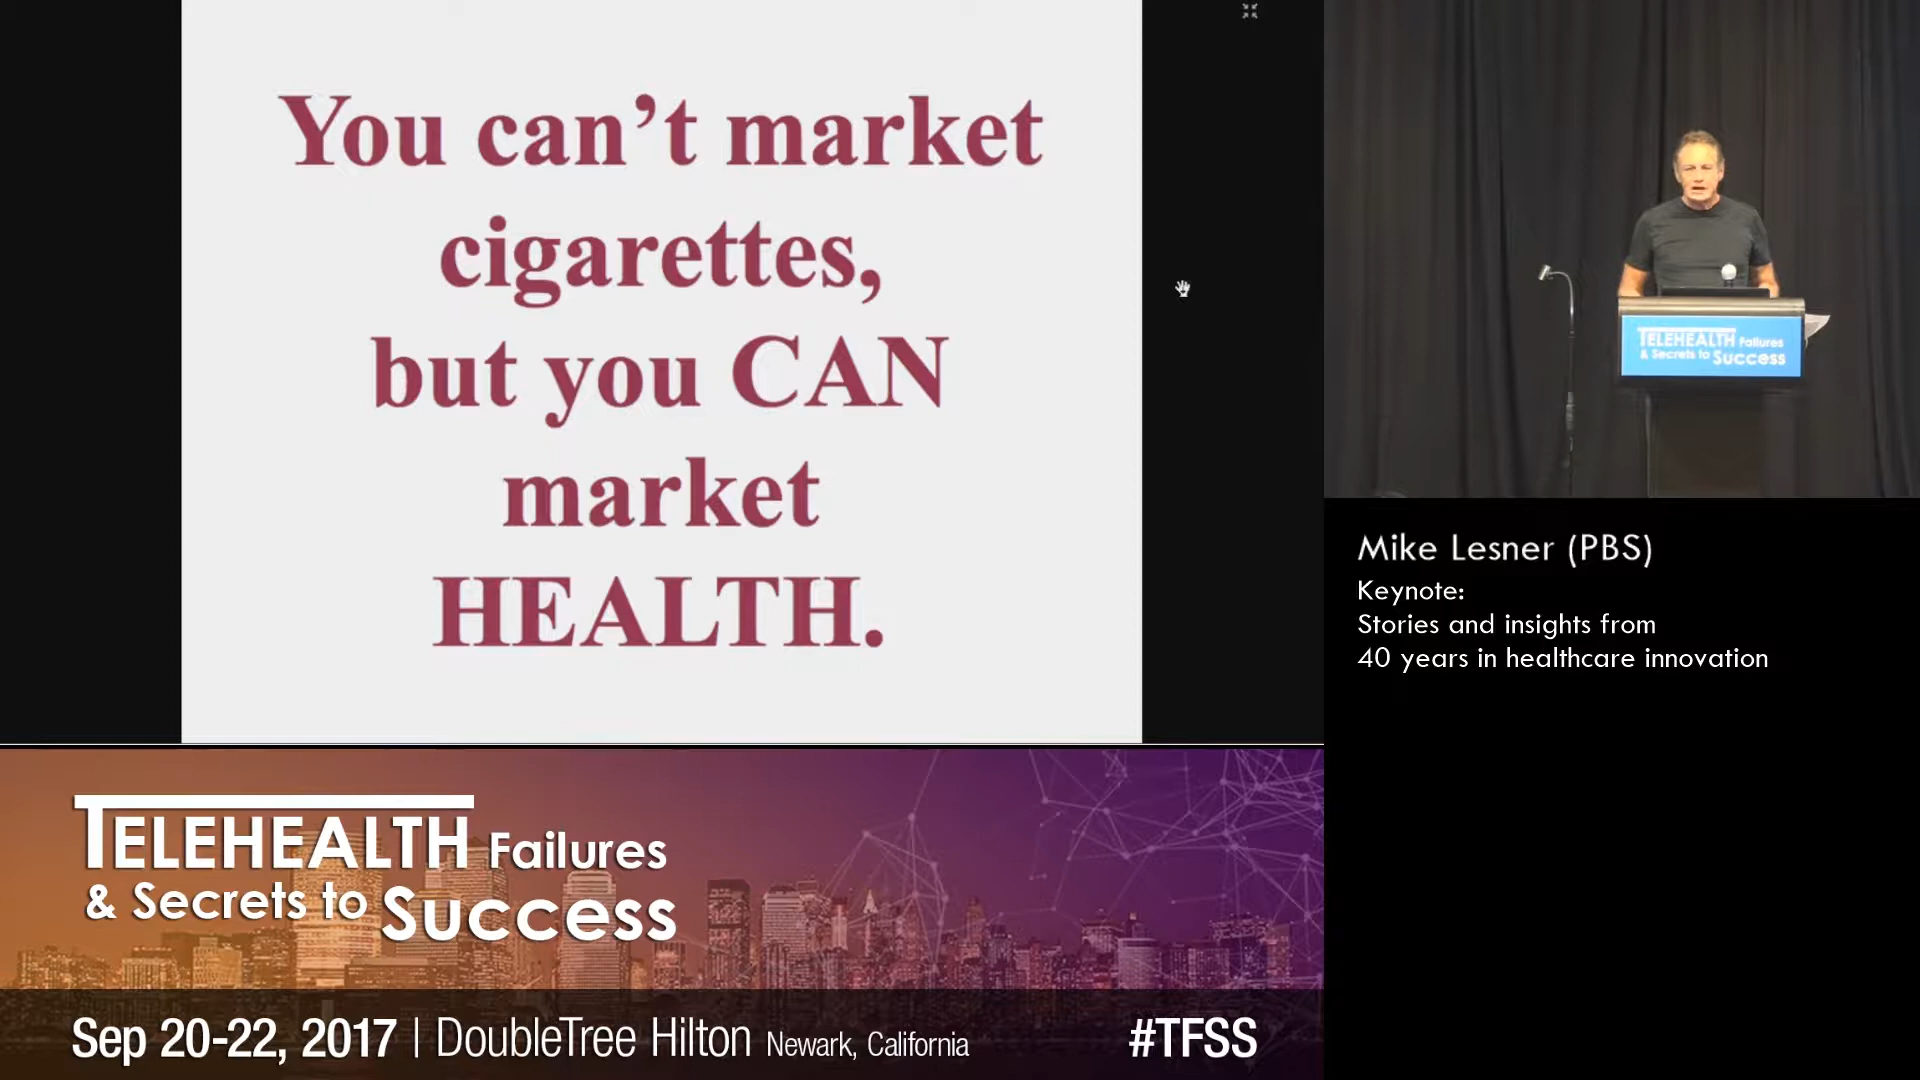 You can't market
cigarettes,
but you CAN
market
HEALTH.
TELEHEALTH Failures
& Secrets to Success
Mike Lesner (PBS)
Keynote:
Stories and insights from
40 years in healthcare innovation
TELEHEALTH Failures
& Secrets to Success
Sep 20-22, 2017 | DoubleTree Hilton Newark, California
#TFSS